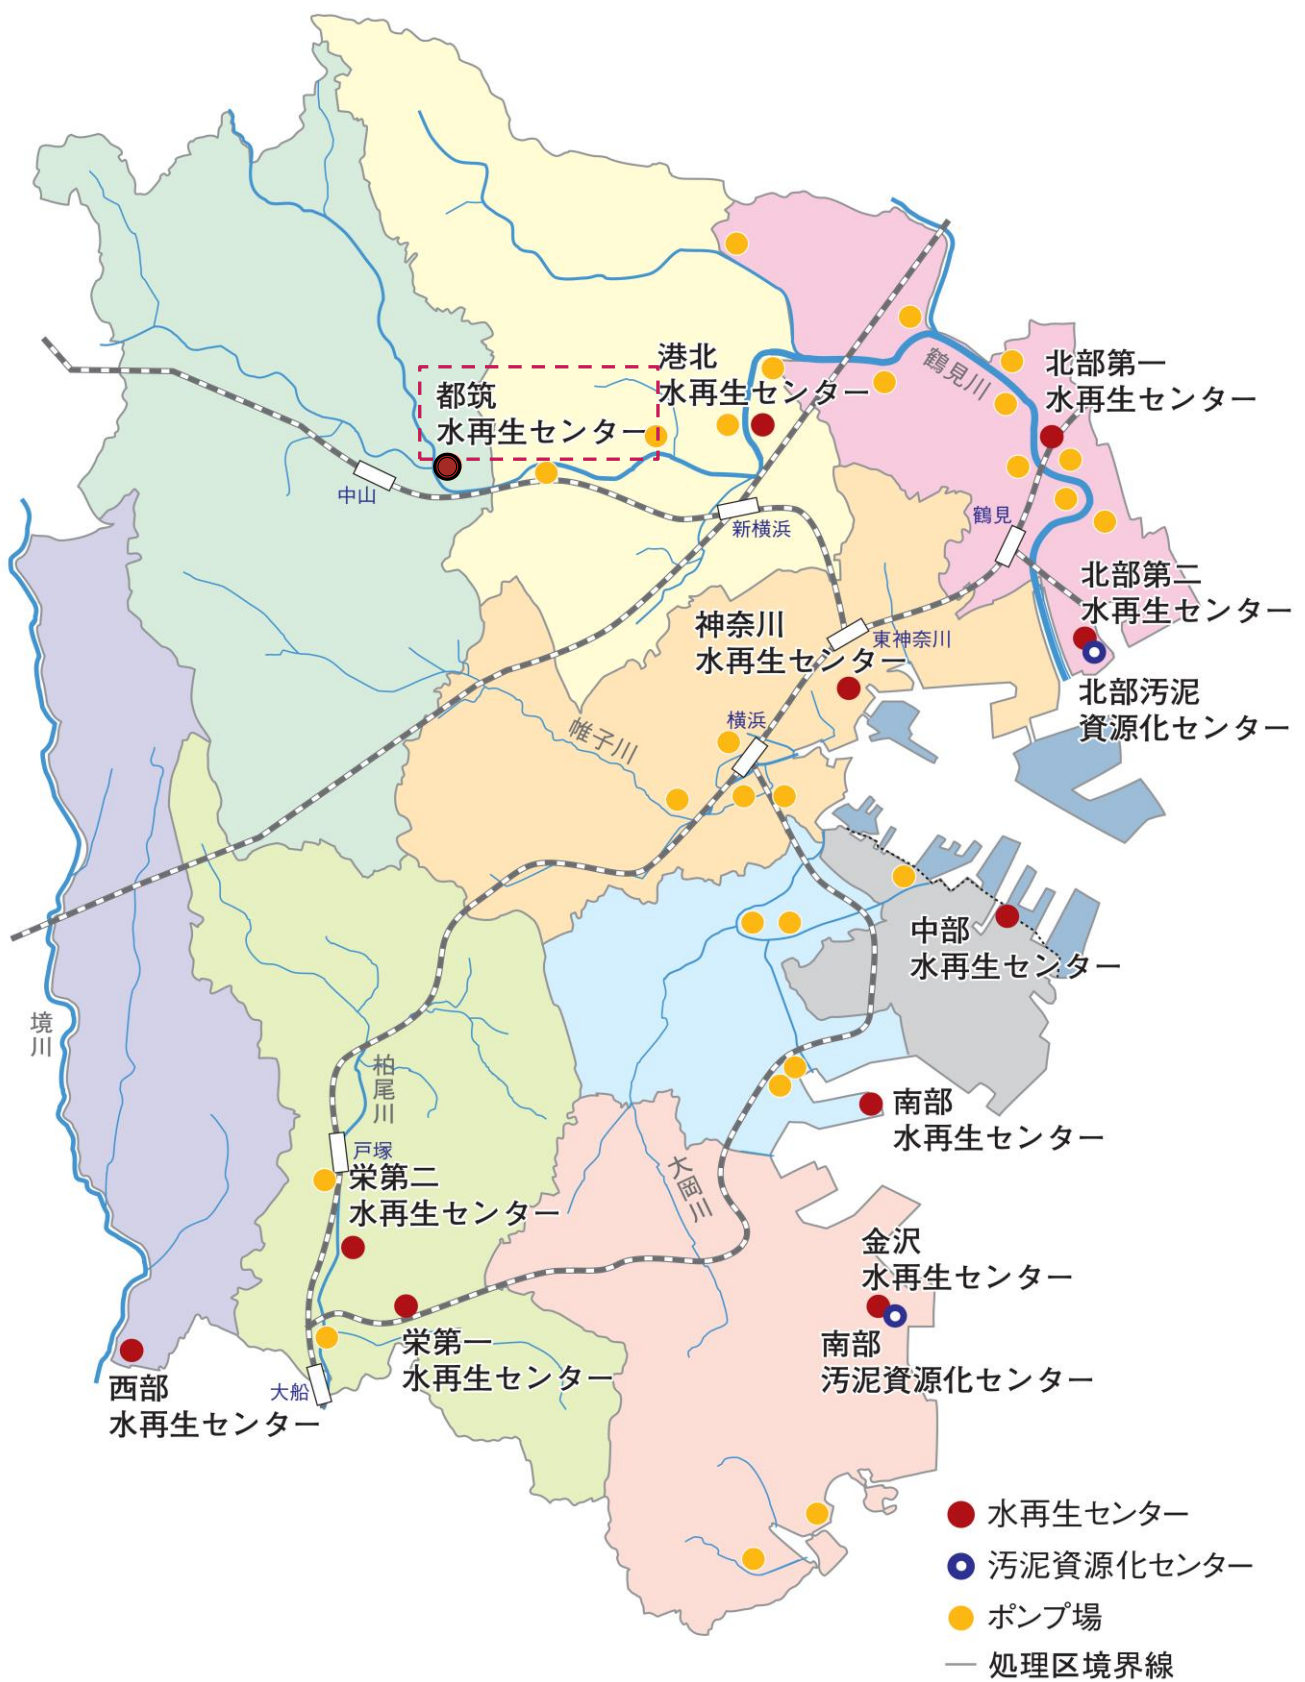 港北
水再生センター
北部第一
水再生センター
鶴見川
都筑
水再生センター
中山
新横浜
鶴見
北部第二
水再生センター
神奈川
水再生センター
東神奈川
北部汚泥
資源化センター
横浜
帷子川
中部
水再生センター
境川
柏尾川
南部
水再生センター
戸塚
栄第二
水再生センター
大岡川
金沢
水再生センター
栄第一
水再生センター
南部
汚泥資源化センター
大船
西部
水再生センター
水再生センター
汚泥資源化センター
ポンプ場
処理区境界線